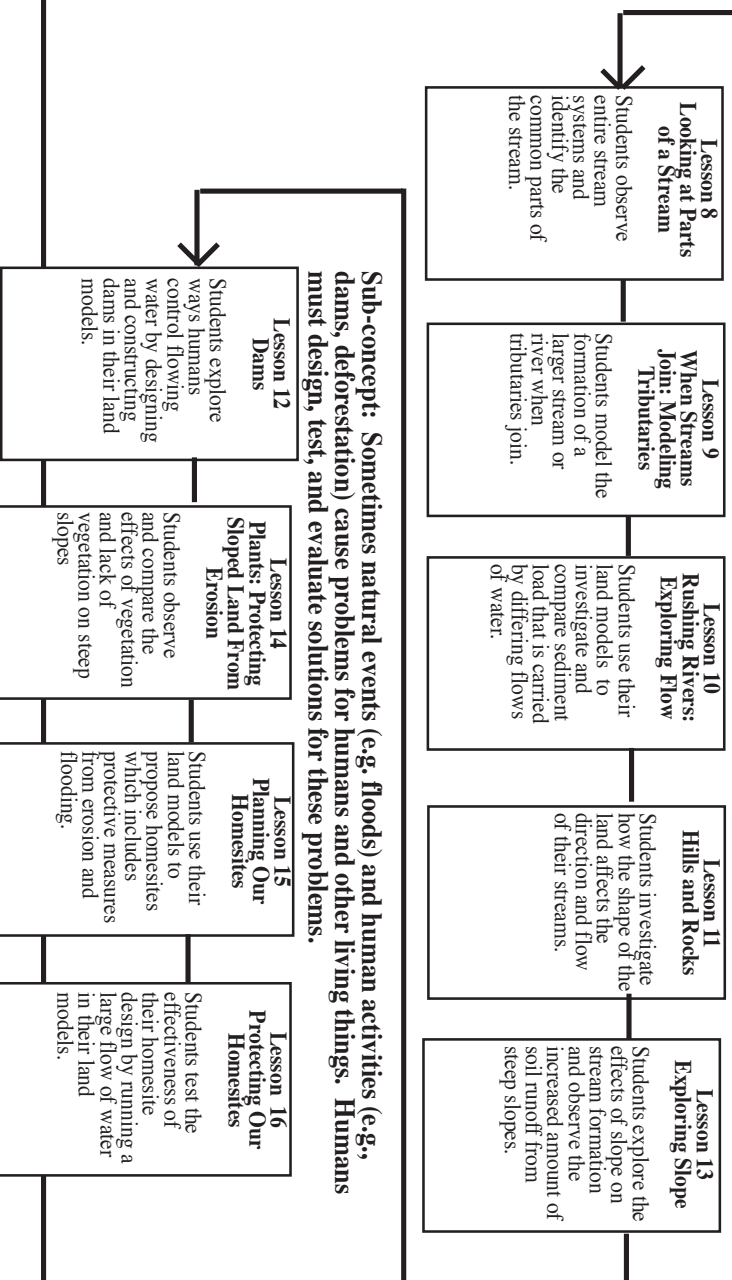 Lesson 8
Looking at Parts
of a Stream
Students observe
entire stream
systems and
identify the
common parts of
the stream.
Lesson 9
When Streams
Join: Modeling
Tributaries
Students model the
formation of a
larger stream or
river when
tributaries join.
Lesson 10
Rushing Rivers:
Exploring Flow
Students use their
land models to
investigate and
compare sediment
load that is carried
by differing flows
of water.
Lesson 11
Hills and Rocks
Students investigate
how the shape of the
land affects the
direction and flow
of their streams.
Lesson 13
Exploring Slope
Students explore the
effects of slope on
stream formation
and observe the
increased amount of
soil runoff from
steep slopes.
Sub-concept: Sometimes natural events (e.g. floods) and human activities (e.g.,
dams, deforestation) cause problems for humans and other living things. Humans
must design, test, and evaluate solutions for these problems.
Lesson 12
Dams
Students explore
ways humans
control flowing
water by designing
and constructing
dams in their land
models.
Lesson 14
Plants: Protecting
Sloped Land From
Erosion
Students observe
and compare the
effects of vegetation
and lack of
vegetation on steep
slopes
Lesson 15
Planning Our
Homesites
Students use their
land models to
propose homesites
which includes
protective measures
from erosion and
flooding.
Lesson 16
Protecting Our
Homesites
Students test the
effectiveness of
their homesite
design by running a
large flow of water
in their land
models.